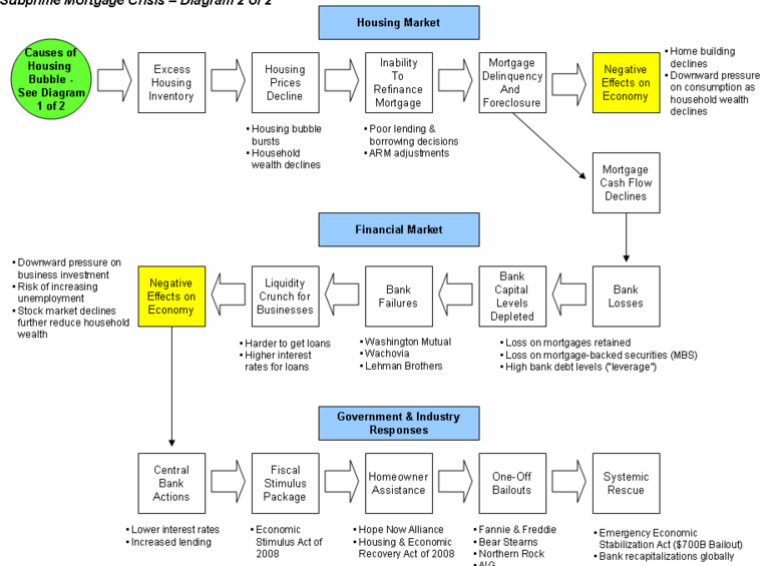 Subprime Mortgage Crisis – Diagram 2 of 2
Housing Market
Causes of
Housing
Bubble -
See Diagram
1 of 2
Excess
Housing
Inventory
Housing
Prices
Decline
Inability
To
Refinance
Mortgage
Mortgage
Delinquency
And
Foreclosure
Negative
Effects on
Economy
• Home building
declines
• Downward pressure
on consumption as
household wealth
declines
• Housing bubble
bursts
• Household
wealth declines
• Poor lending &
borrowing decisions
• ARM adjustments
Mortgage
Cash Flow
Declines
Financial Market
• Downward pressure on
business investment
• Risk of increasing
unemployment
• Stock market declines
further reduce household
wealth
Negative
Effects on
Economy
Liquidity
Crunch for
Businesses
Bank
Failures
Bank
Capital
Levels
Depleted
Bank
Losses
• Harder to get loans
• Higher interest
rates for loans
• Washington Mutual
• Wachovia
• Lehman Brothers
• Loss on mortgages retained
• Loss on mortgage-backed securities (MBS)
• High bank debt levels ("leverage")
Government & Industry
Responses
Central
Bank
Actions
Fiscal
Stimulus
Package
Homeowner
Assistance
One-Off
Bailouts
Systemic
Rescue
• Lower interest rates
• Increased lending
• Economic
Stimulus Act of
2008
• Hope Now Alliance
• Housing & Economic
Recovery Act of 2008
• Fannie & Freddie
• Bear Stearns
• Northern Rock
• AIG
• Emergency Economic
Stabilization Act ($700B Bailout)
• Bank recapitalizations globally